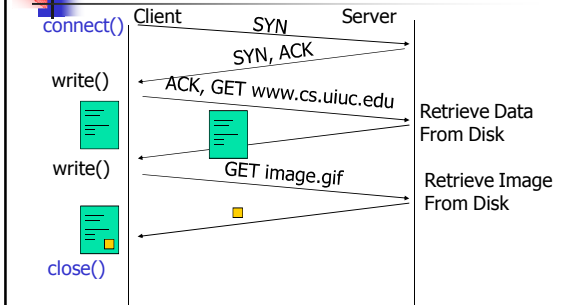 Client
Server
connect()
SYN
SYN, ACK
write()
ACK, GET www.cs.uiuc.edu
Retrieve Data
From Disk
write()
GET image.gif
Retrieve Image
From Disk
close()